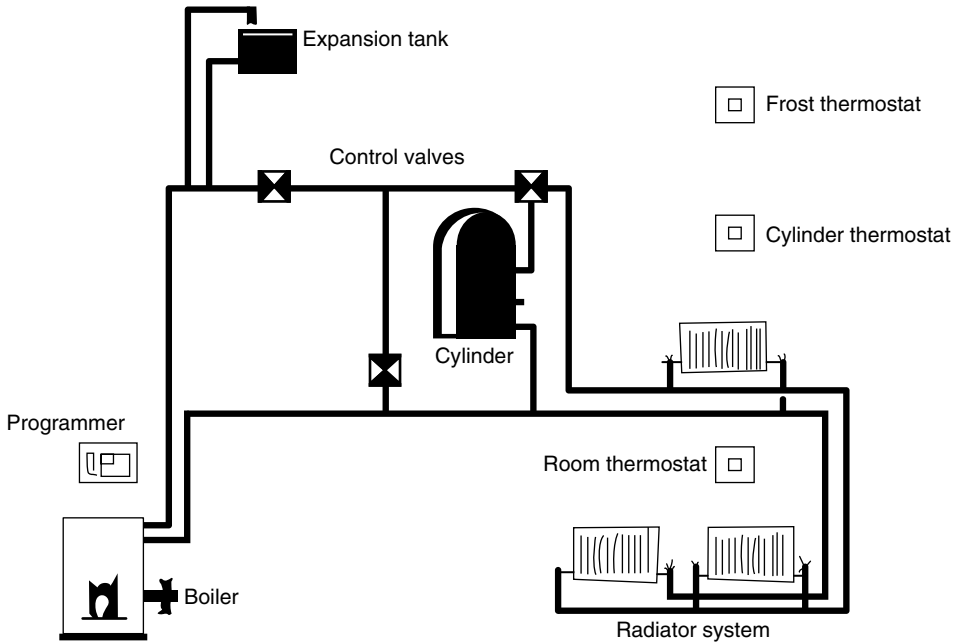 Expansion tank
Frost thermostat
Control valves
Cylinder thermostat
Cylinder
Programmer
Room thermostat
Boiler
Radiator system